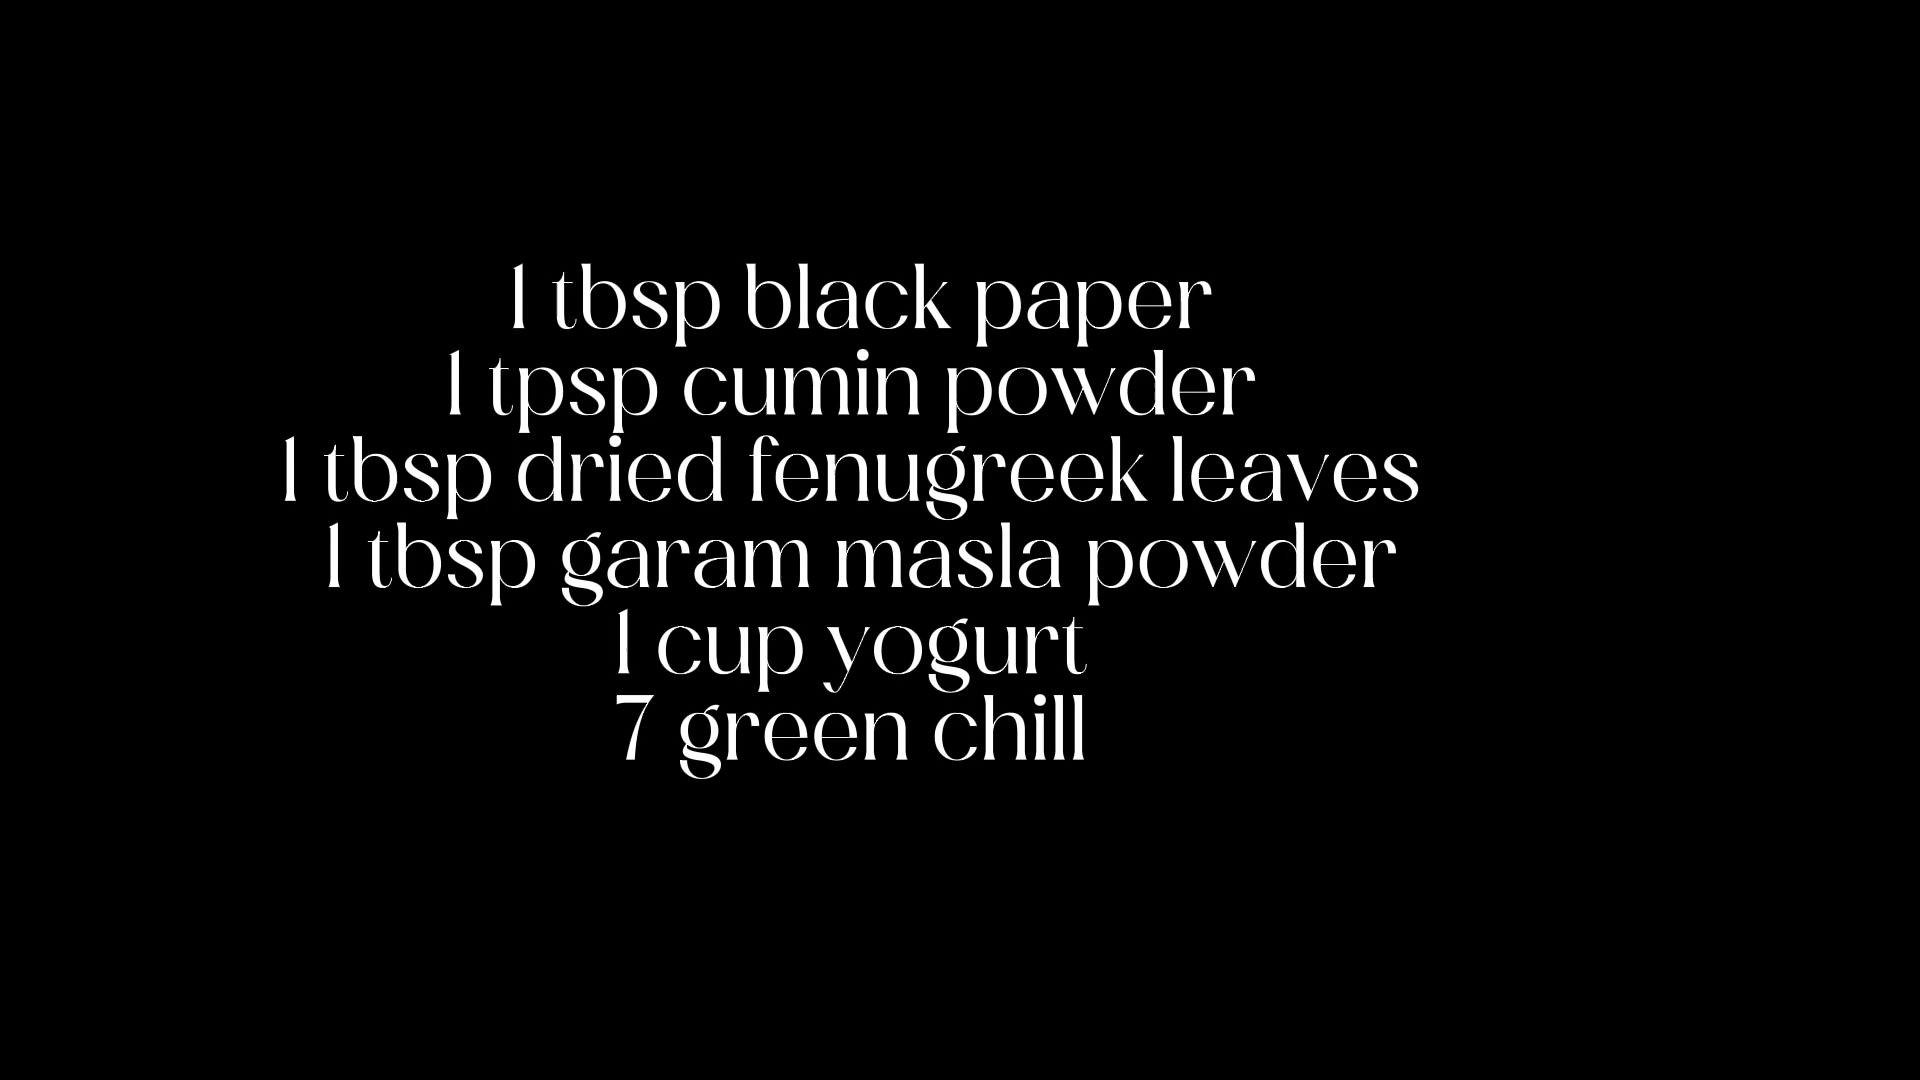 1 tbsp black paper
1 tpsp cumin powder
1 tbsp dried fenugreek leaves
1 tbsp garam masla powder
1 cup yogurt
7 green chill